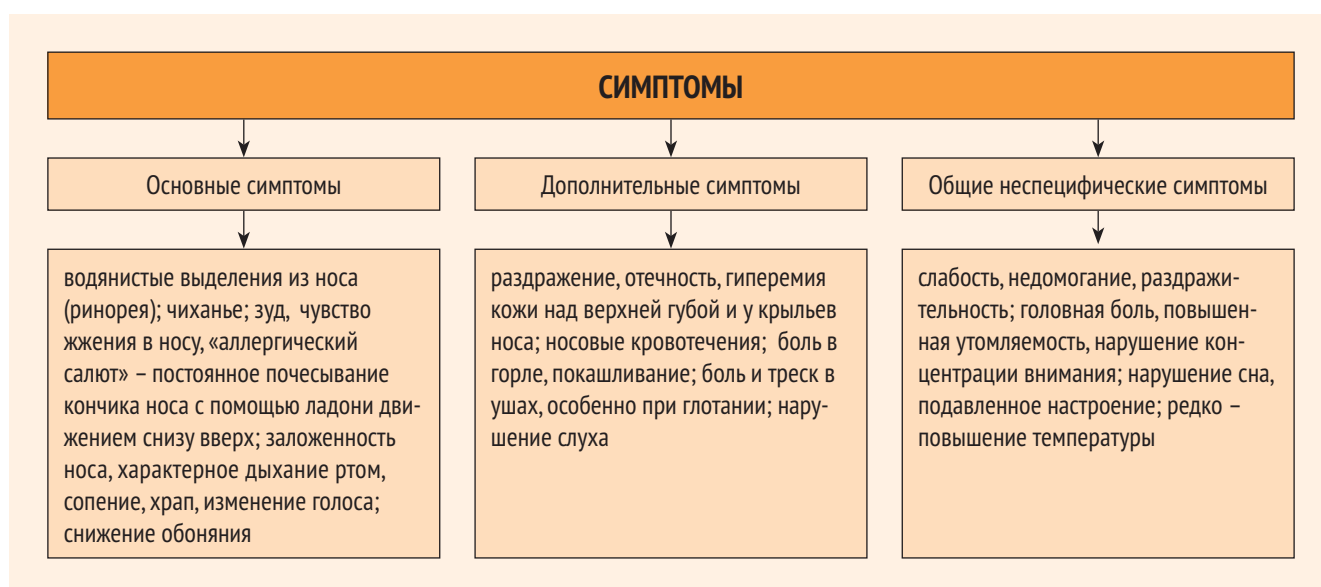 СИМПТОМЫ
Основные симптомы
водянистые выделения из носа
(ринорея); чиханье; зуд, чувство
жжения в носу, «аллергический
салют» – постоянное почесывание
кончика носа с помощью ладони дви-
жением снизу вверх; заложенность
носа, характерное дыхание ртом,
сопение, храп, изменение голоса;
снижение обоняния
Дополнительные симптомы
раздражение, отечность, гиперемия
кожи над верхней губой и у крыльев
носа; носовые кровотечения; боль в
горле, покашливание; боль и треск в
ушах, особенно при глотании; нару-
шение слуха
Общие неспецифические симптомы
слабость, недомогание, раздражи-
тельность; головная боль, повышен-
ная утомляемость, нарушение кон-
центрации внимания; нарушение сна,
подавленное настроение; редко –
повышение температуры